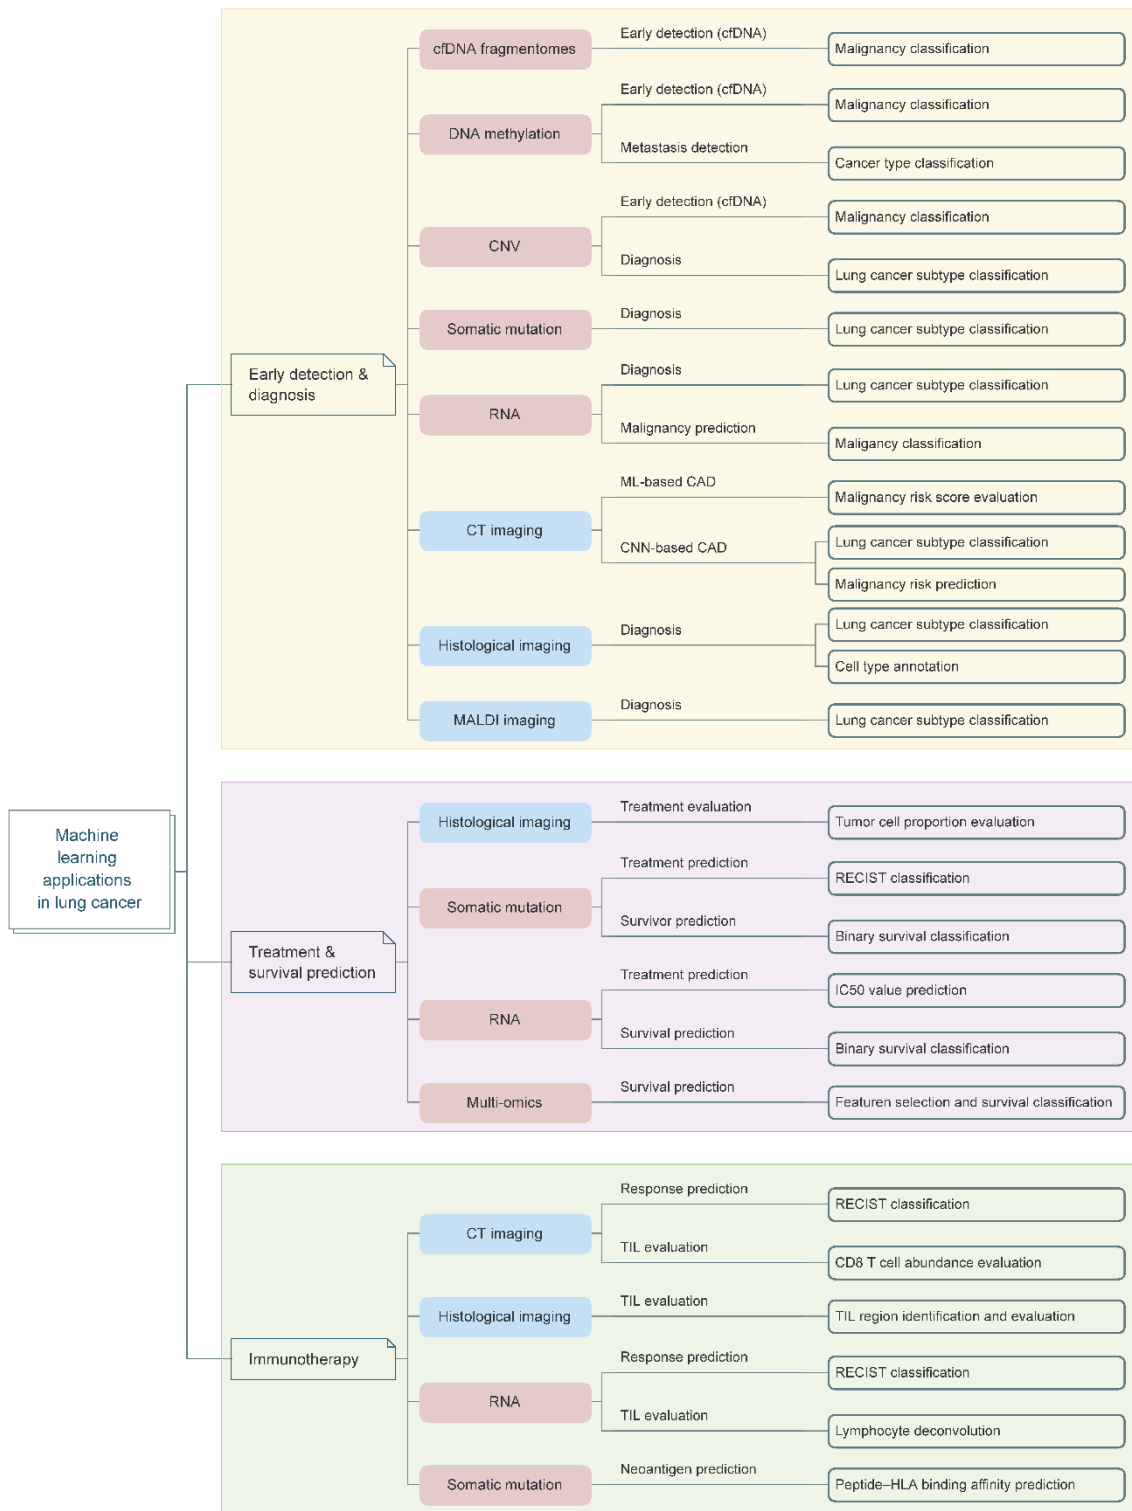 Machine
learning
applications
in lung cancer
Early detection &
diagnosis
cfDNA fragmentomes
Early detection (cfDNA)
Malignancy classification
DNA methylation
Early detection (cfDNA)
Malignancy classification
Metastasis detection
Cancer type classification
CNV
Early detection (cfDNA)
Malignancy classification
Diagnosis
Lung cancer subtype classification
Somatic mutation
Diagnosis
Lung cancer subtype classification
RNA
Diagnosis
Lung cancer subtype classification
Malignancy prediction
Maligancy classification
CT imaging
ML-based CAD
Malignancy risk score evaluation
CNN-based CAD
Lung cancer subtype classification
Malignancy risk prediction
Histological imaging
Diagnosis
Lung cancer subtype classification
Cell type annotation
MALDI imaging
Diagnosis
Lung cancer subtype classification
Treatment &
survival prediction
Histological imaging
Treatment evaluation
Tumor cell proportion evaluation
Somatic mutation
Treatment prediction
RECIST classification
Survivor prediction
Binary survival classification
RNA
Treatment prediction
IC50 value prediction
Survival prediction
Binary survival classification
Multi-omics
Survival prediction
Featuren selection and survival classification
Immunotherapy
CT imaging
Response prediction
RECIST classification
TIL evaluation
CD8 T cell abundance evaluation
Histological imaging
TIL evaluation
TIL region identification and evaluation
RNA
Response prediction
RECIST classification
TIL evaluation
Lymphocyte deconvolution
Somatic mutation
Neoantigen prediction
Peptide–HLA binding affinity prediction